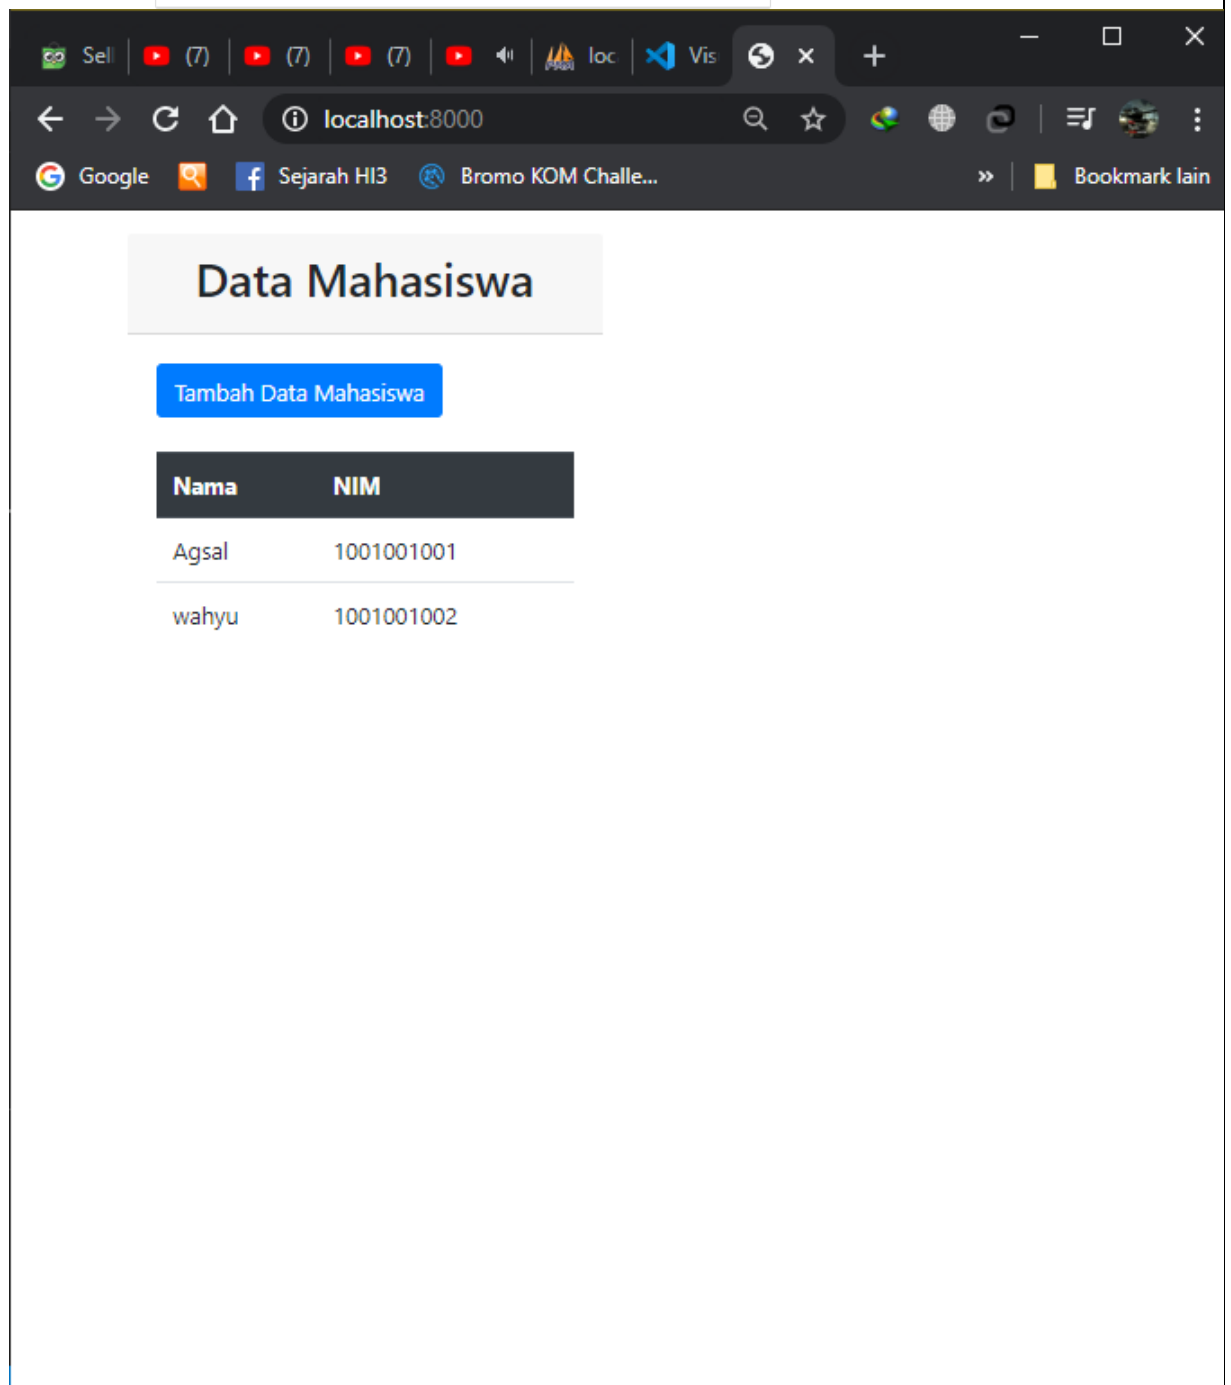 Sel (7) (7) (7) loc Vis
localhost:8000
Google Sejarah HI3 Bromo KOM Challe... » Bookmark lain
Data Mahasiswa
Tambah Data Mahasiswa
Nama NIM
Agsal 1001001001
wahyu 1001001002